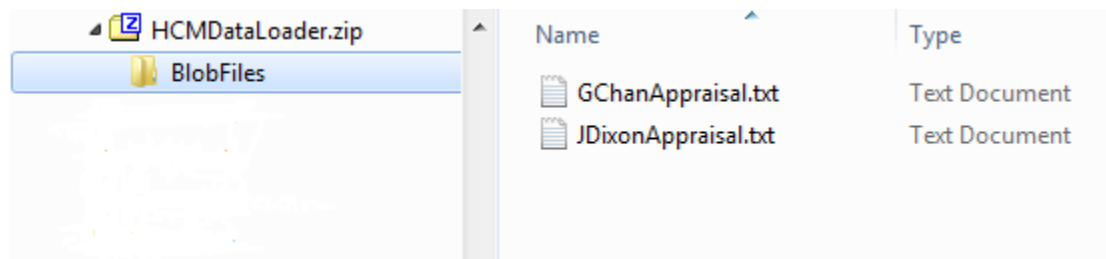 HCMDataLoader.zip
BlobFiles
Name Type
GChanAppraisal.txt Text Document
JDixonAppraisal.txt Text Document